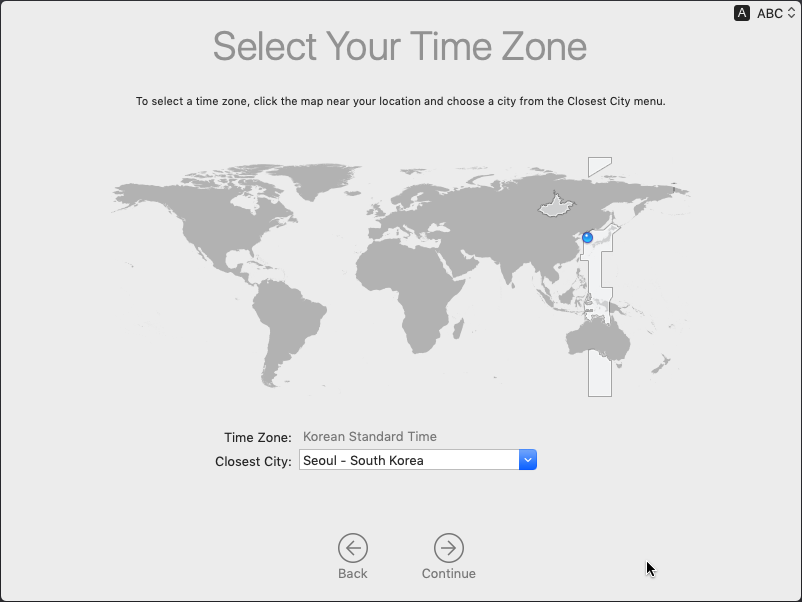 A ABC
Select Your Time Zone
To select a time zone, click the map near your location and choose a city from the Closest City menu.
Time Zone: Korean Standard Time
Closest City: Seoul - South Korea
Back
Continue